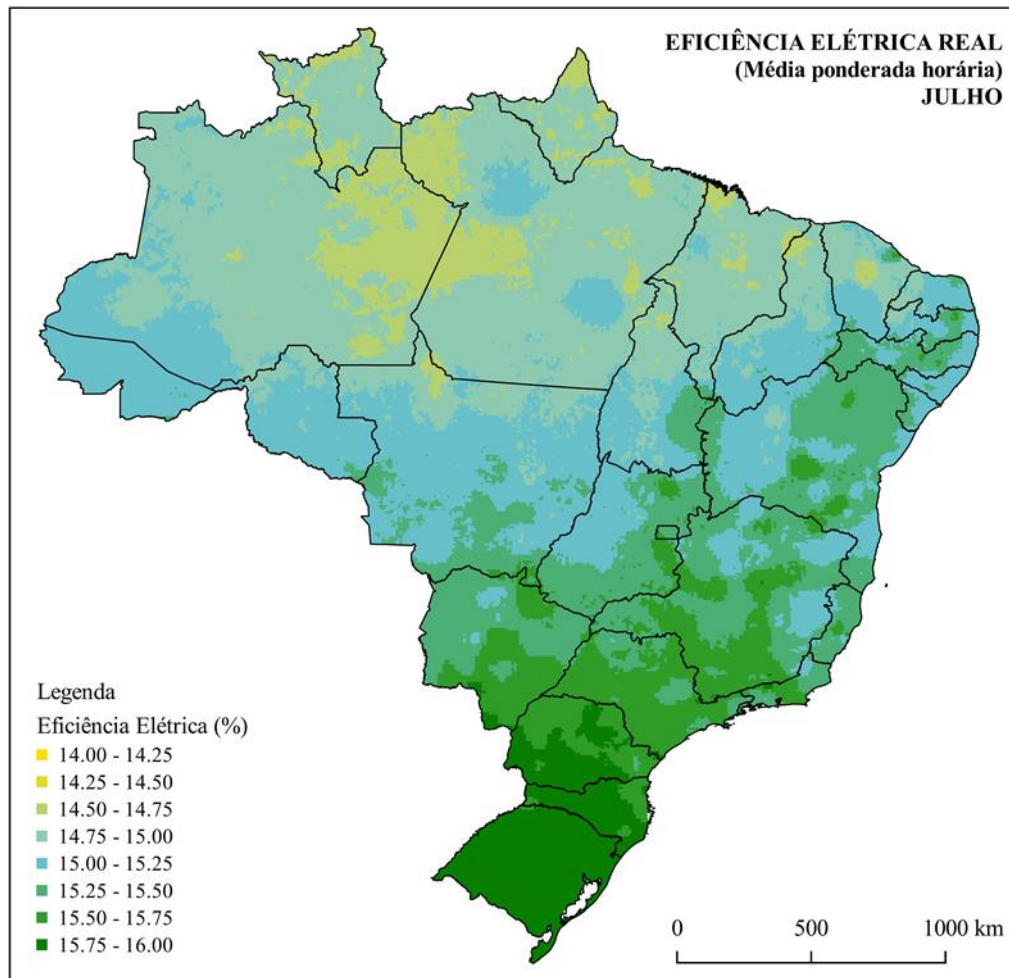 EFICIÊNCIA ELÉTRICA REAL
(Média ponderada horária)
JULHO
Legenda
Eficiência Elétrica (%)
14.00 - 14.25
14.25 - 14.50
14.50 - 14.75
14.75 - 15.00
15.00 - 15.25
15.25 - 15.50
15.50 - 15.75
15.75 - 16.00
0 500 1000 km